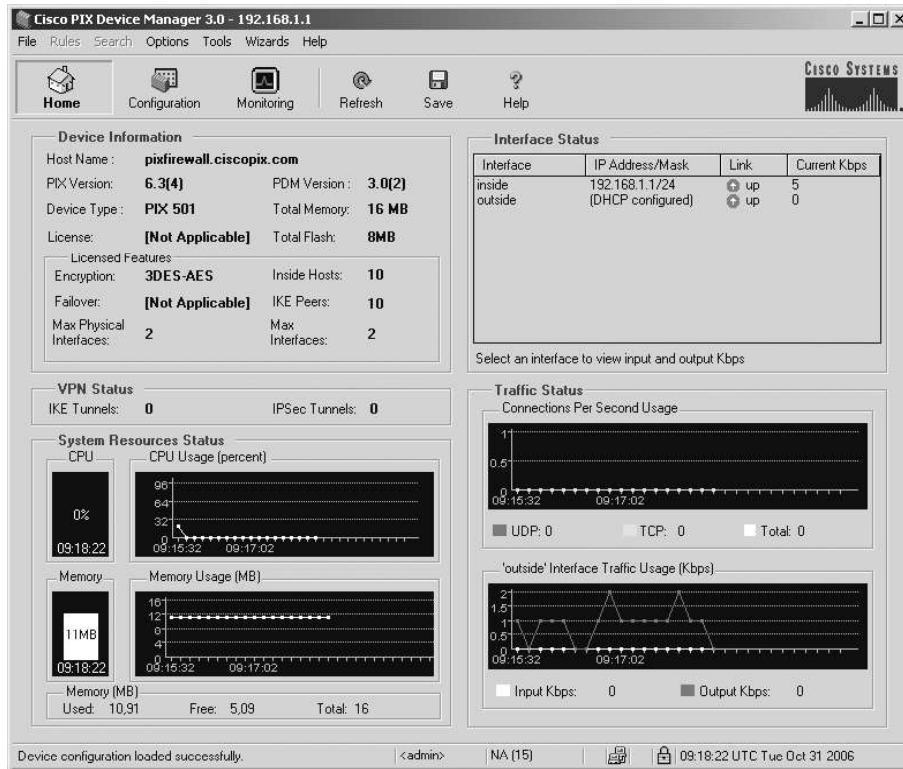 Cisco PIX Device Manager 3.0 - 192.168.1.1
File Rules Search Options Tools Wizards Help
Home Configuration Monitoring Refresh Save Help
CISCO SYSTEMS
Device Information
Host Name : pixfirewall.ciscopix.com
PIX Version: 6.3(4) PDM Version : 3.0(2)
Device Type : PIX 501 Total Memory: 16 MB
License: [Not Applicable] Total Flash: 8MB
Licensed Features
Encryption: 3DES-AES Inside Hosts: 10
Failover: [Not Applicable] IKE Peers: 10
Max Physical Interfaces: 2 Max Interfaces: 2
Interface Status
Interface IP Address/Mask Link Current Kbps
inside 192.168.1.1/24 up 5
outside (DHCP configured) up 0
Select an interface to view input and output Kbps
VPN Status
IKE Tunnels: 0 IPSec Tunnels: 0
System Resources Status
CPU
0%
09:18:22
CPU Usage (percent)
96
64
32
0
09:15:32 09:17:02
Memory
11MB
09:18:22
Memory Usage (MB)
16
12
8
4
0
09:15:32 09:17:02
Memory (MB)
Used: 10,91 Free: 5,09 Total: 16
Traffic Status
Connections Per Second Usage
1
0.5
0
09:15:32 09:17:02
UDP: 0 TCP: 0 Total: 0
'outside' Interface Traffic Usage (Kbps)
2
1.5
1
0.5
0
09:15:32 09:17:02
Input Kbps: 0 Output Kbps: 0
Device configuration loaded successfully. <admin> NA (15) 09:18:22 UTC Tue Oct 31 2006